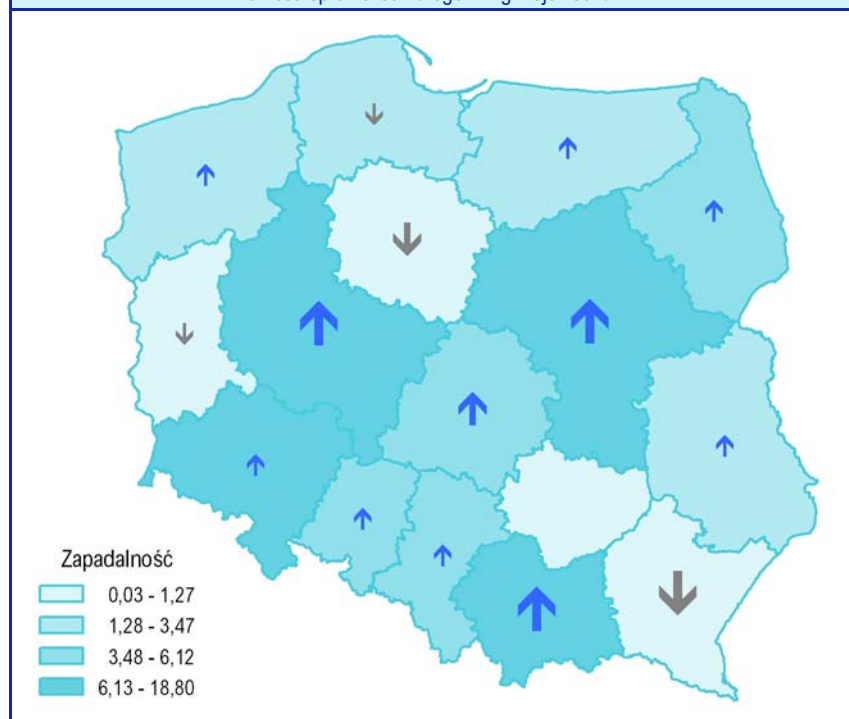 Zapadalność
0,03 - 1,27
1,28 - 3,47
3,48 - 6,12
6,13 - 18,80